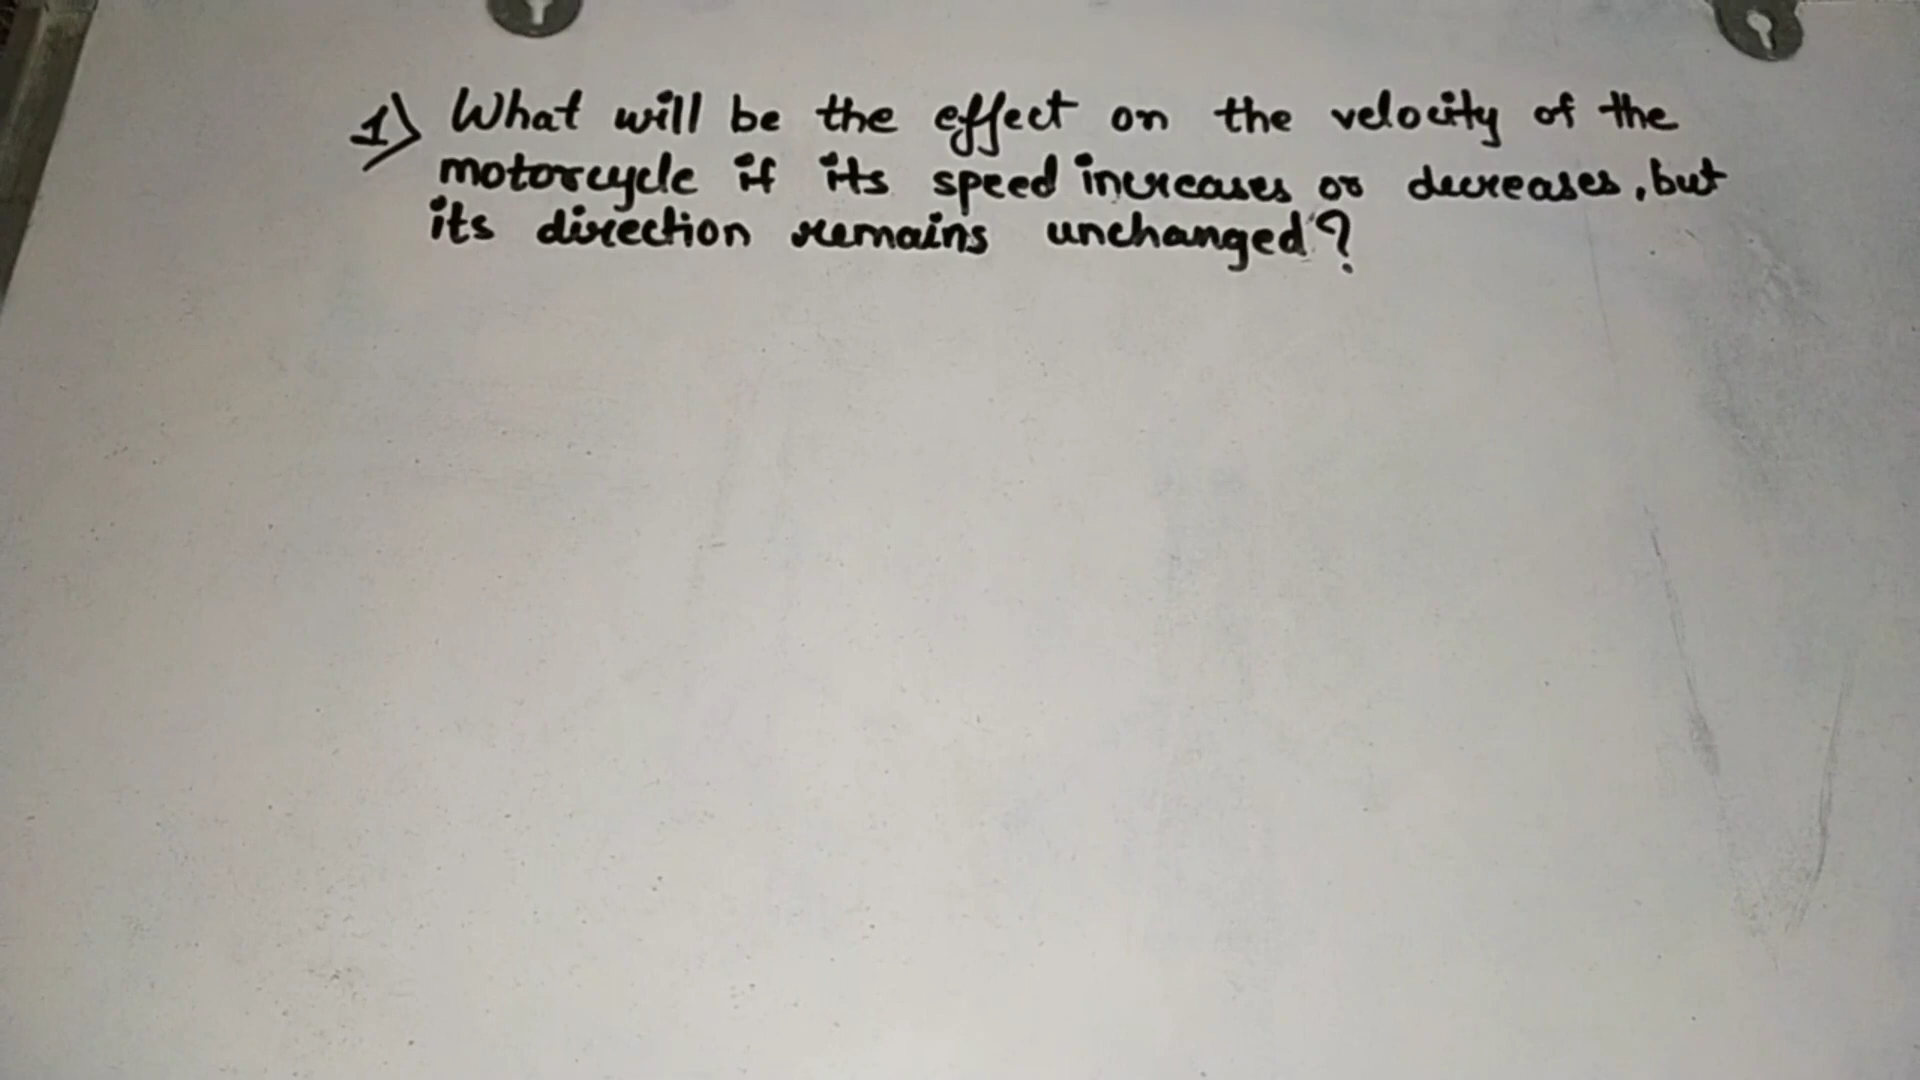 1) What will be the effect on the velocity of the
motorcycle if its speed increases or decreases, but
its direction remains unchanged?